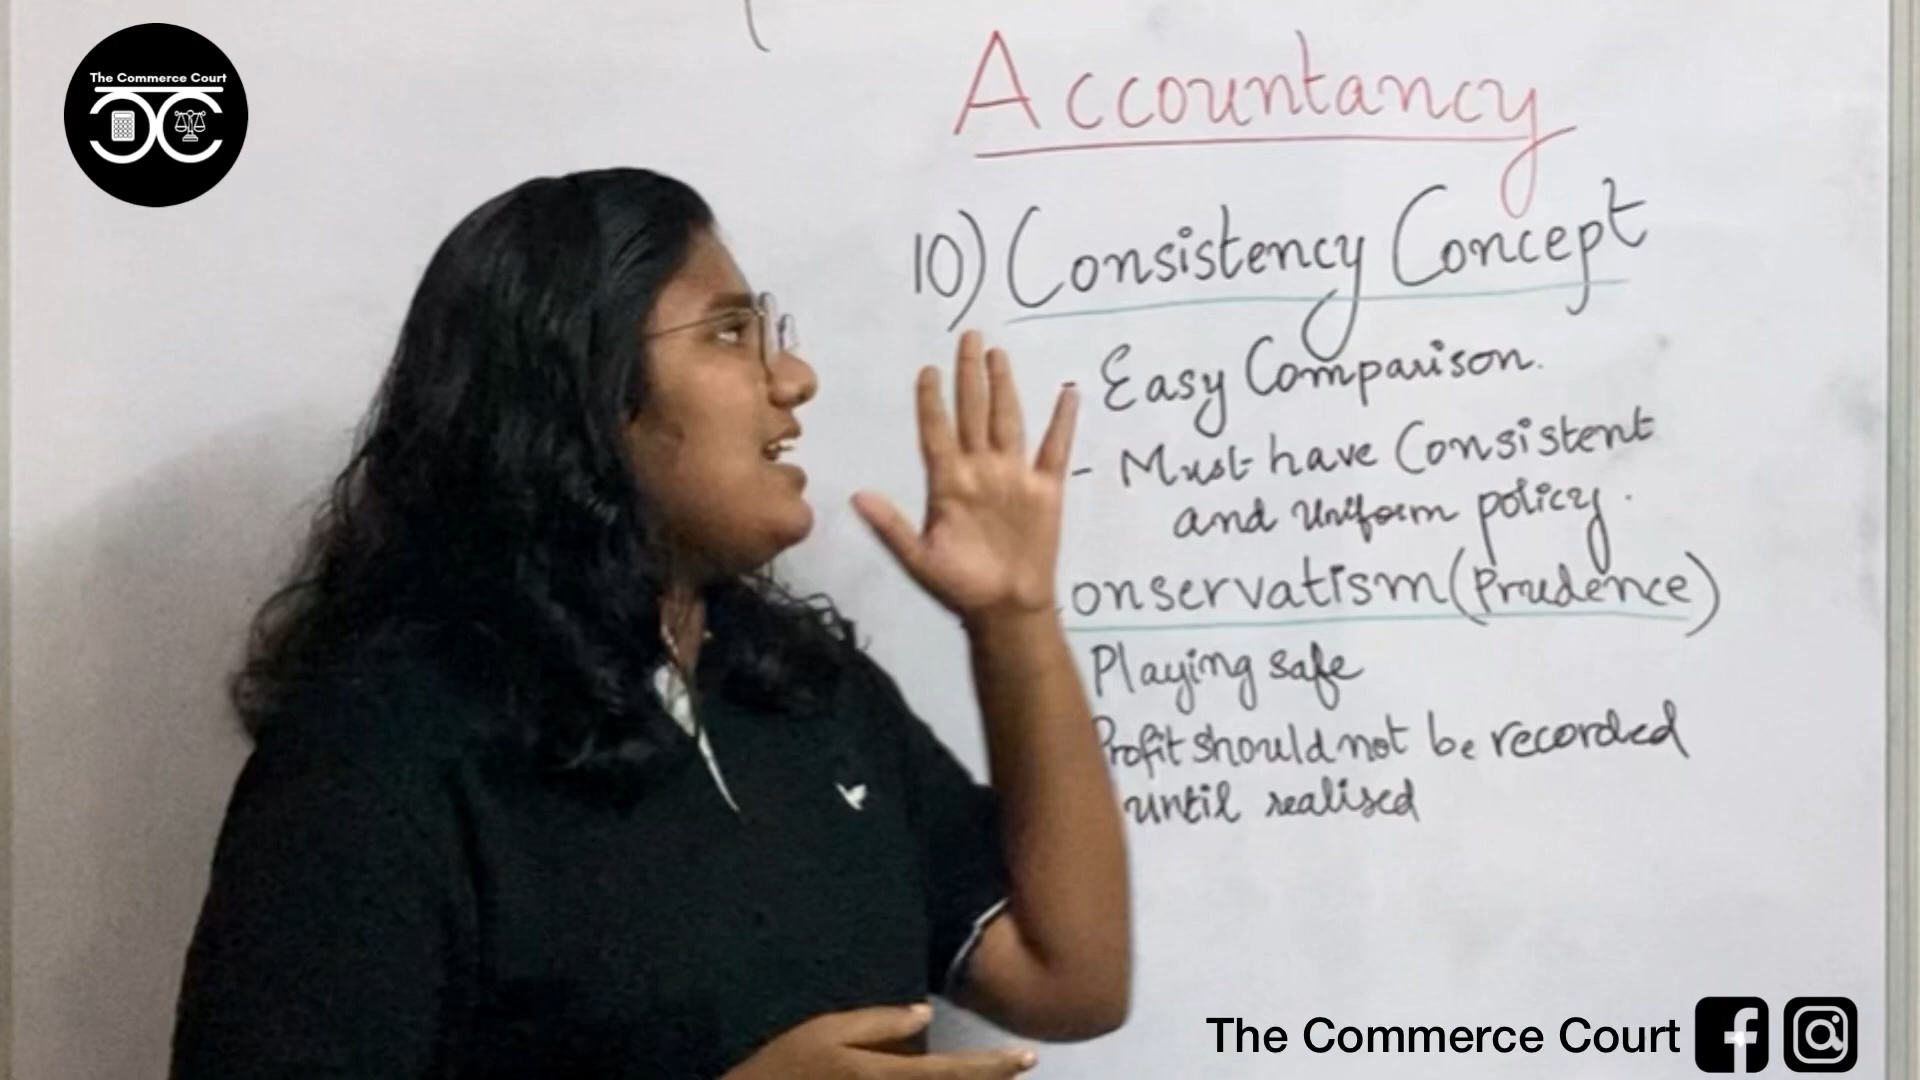 The Commerce Court
Accountancy
10) Consistency Concept
- Easy Comparison.
- Must have Consistent
and Uniform policy.
onservatism (Prudence)
Playing safe
Profit should not be recorded
until realised
The Commerce Court